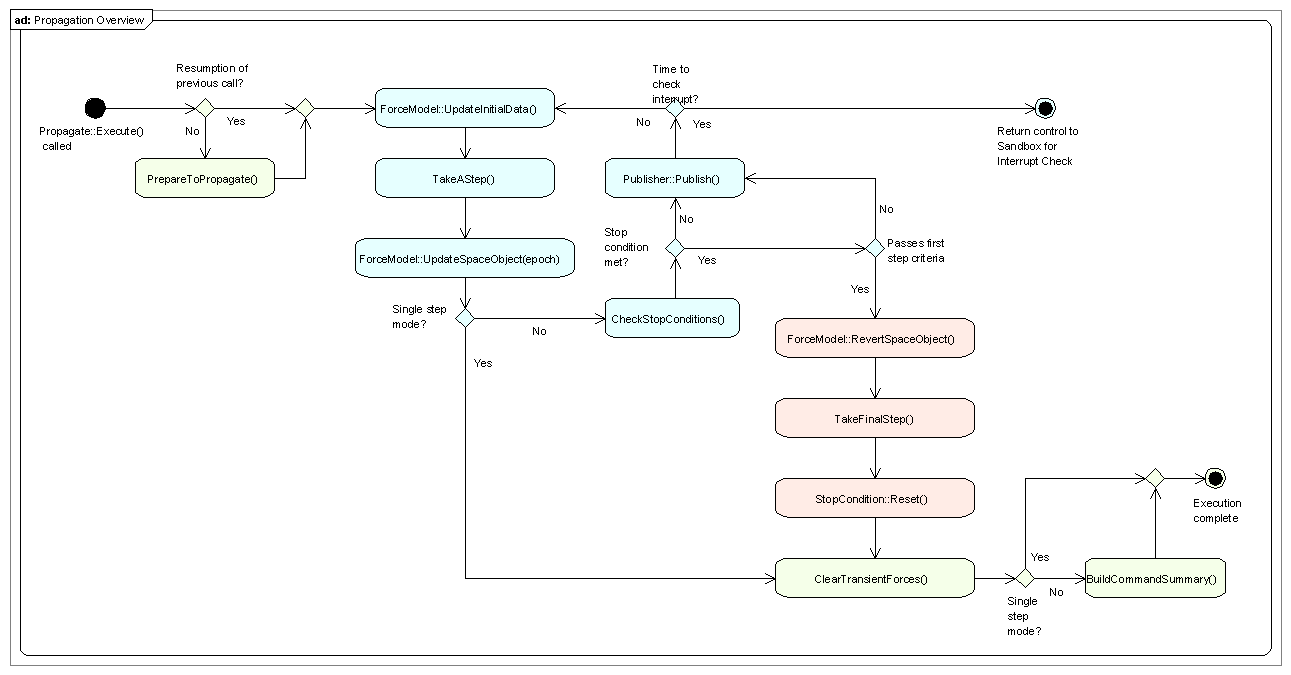 ad: Propagation Overview
Resumption of
previous call?
Time to
check
interrupt?
ForceModel::UpdateInitialData()
Propagate::Execute()
called
No
Yes
No
Yes
Return control to
Sandbox for
Interrupt Check
PrepareToPropagate()
TakeAStep()
Publisher::Publish()
No
No
Stop
condition
met?
Yes
Passes first
step criteria
ForceModel::UpdateSpaceObject(epoch)
Yes
Single step
mode?
No
CheckStopConditions()
Yes
ForceModel::RevertSpaceObject()
TakeFinalStep()
StopCondition::Reset()
Execution
complete
Yes
ClearTransientForces()
No
BuildCommandSummary()
Single
step
mode?